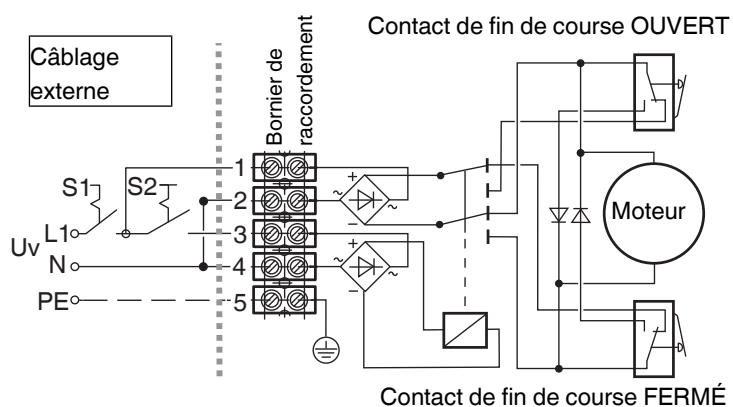 Contact de fin de course OUVERT
Câblage
externe
Bornier de
raccordement
1
S1
S2
2
L1
3
Uv
N
4
PE
5
+
~
~
−
+
~
~
−
Moteur
Contact de fin de course FERMÉ